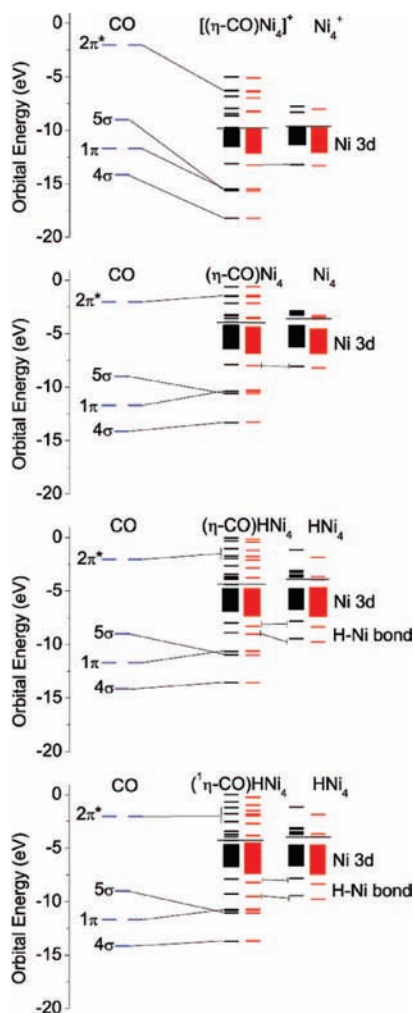 CO [(η-CO)Ni₄]⁺ Ni₄⁺
0
-5
-10
-15
-20
Orbital Energy (eV)
2π*
5σ
1π
4σ
Ni 3d
CO (η-CO)Ni₄ Ni₄
0
-5
-10
-15
-20
Orbital Energy (eV)
2π*
5σ
1π
4σ
Ni 3d
CO (η-CO)HNi₄ HNi₄
0
-5
-10
-15
-20
Orbital Energy (eV)
2π*
5σ
1π
4σ
Ni 3d
H-Ni bond
CO (¹η-CO)HNi₄ HNi₄
0
-5
-10
-15
-20
Orbital Energy (eV)
2π*
5σ
1π
4σ
Ni 3d
H-Ni bond